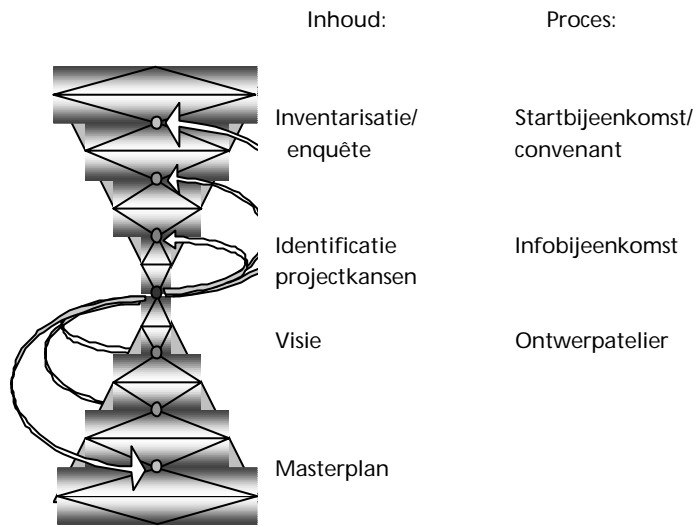 Inhoud: Proces:
Inventarisatie/ Startbijeenkomst/
enquête convenant
Identificatie Infobijeenkomst
projectkansen
Visie Ontwerpatelier
Masterplan